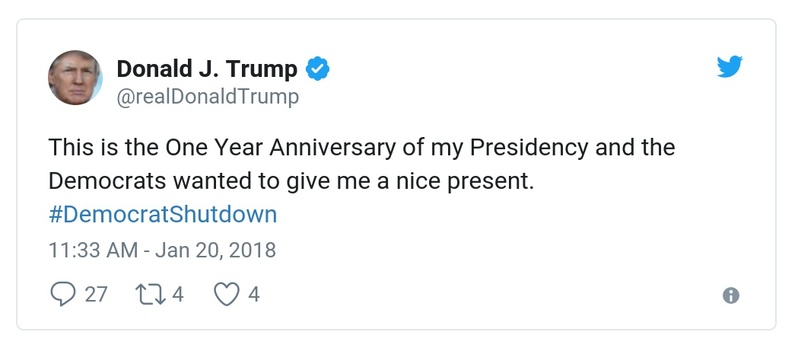 Donald J. Trump
@realDonaldTrump
This is the One Year Anniversary of my Presidency and the
Democrats wanted to give me a nice present.
#DemocratShutdown
11:33 AM - Jan 20, 2018
27 4 4